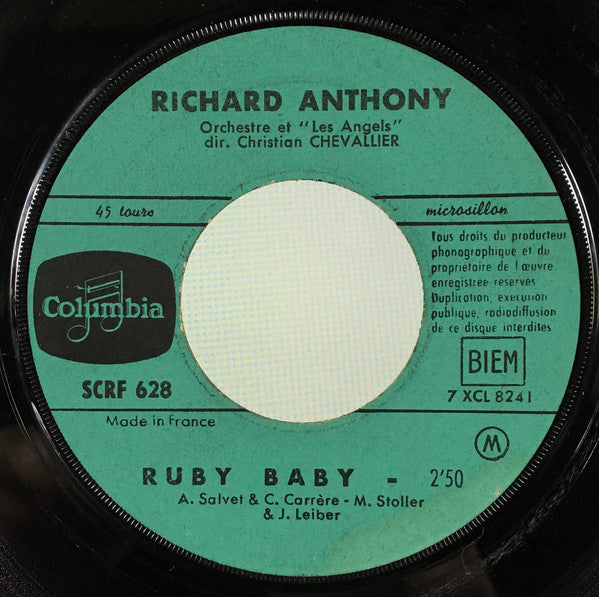 RICHARD ANTHONY
Orchestre et "Les Angels"
dir. Christian CHEVALLIER
45 tours
microsillon
Tous droits du producteur
phonographique et du
propriétaire de l'œuvre
enregistrée réservés
Duplication, execution
publique, radiodiffusion
de ce disque interdites
Columbia
BIEM
SCRF 628
7 XCL 8241
Made in France
M
RUBY BABY - 2'50
A. Salvet & C. Carrère - M. Stoller
& J. Leiber